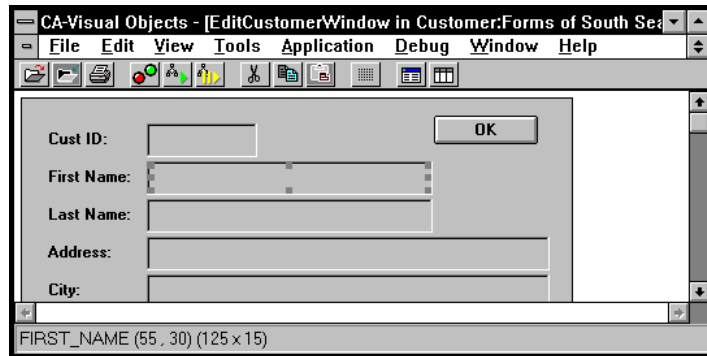 CA-Visual Objects - [EditCustomerWindow in Customer:Forms of South Sea
File Edit View Tools Application Debug Window Help
Cust ID:
OK
First Name:
Last Name:
Address:
City:
FIRST_NAME (55 , 30) (125 x 15)